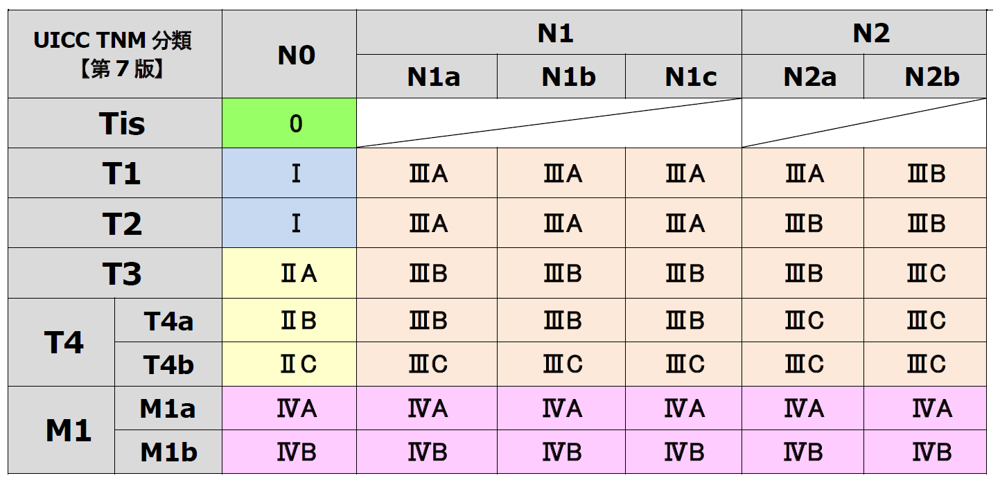 UICC TNM 分類
【第７版】
N0
N1
N2
N1a
N1b
N1c
N2a
N2b
Tis
0
T1
Ⅰ
ⅢA
ⅢA
ⅢA
ⅢA
ⅢB
T2
Ⅰ
ⅢA
ⅢA
ⅢA
ⅢB
ⅢB
T3
ⅡA
ⅢB
ⅢB
ⅢB
ⅢB
ⅢC
T4
T4a
ⅡB
ⅢB
ⅢB
ⅢB
ⅢC
ⅢC
T4b
ⅡC
ⅢC
ⅢC
ⅢC
ⅢC
ⅢC
M1
M1a
ⅣA
ⅣA
ⅣA
ⅣA
ⅣA
ⅣA
M1b
ⅣB
ⅣB
ⅣB
ⅣB
ⅣB
ⅣB